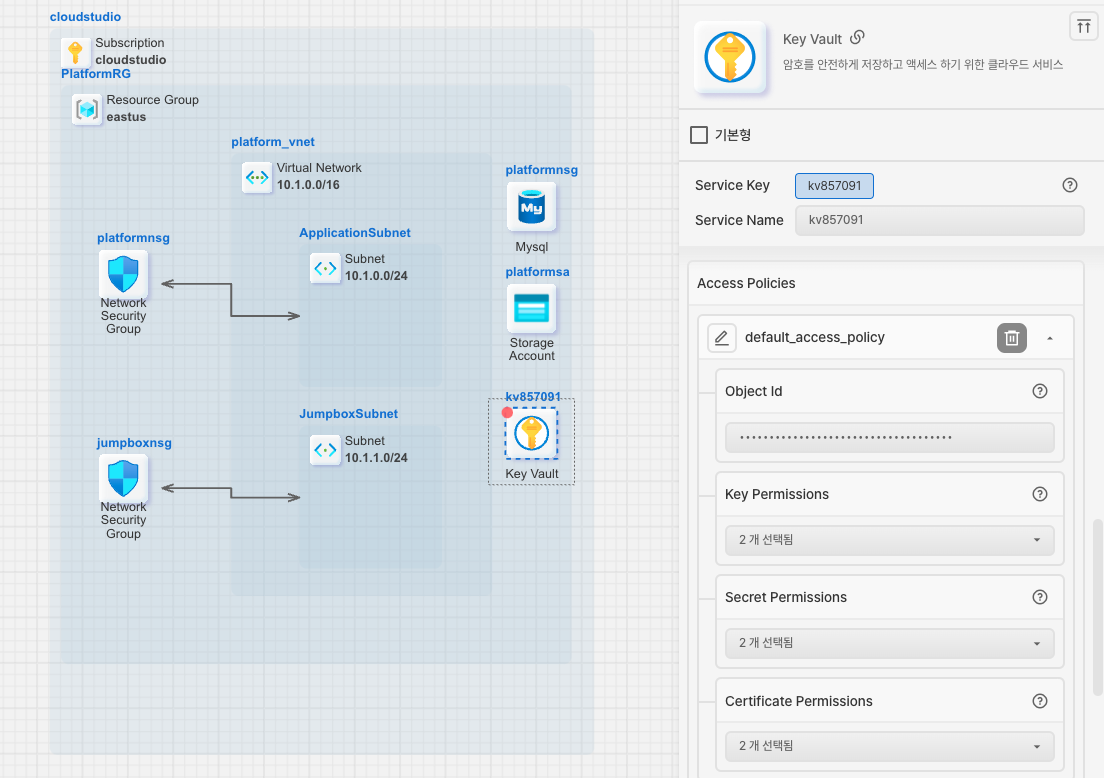 cloudstudio
Subscription
cloudstudio
PlatformRG
Resource Group
eastus
platform_vnet
Virtual Network
10.1.0.0/16
platformnsg
My
Mysql
platformnsg
Network
Security
Group
ApplicationSubnet
Subnet
10.1.0.0/24
platformsa
Storage
Account
kv857091
Key Vault
JumpboxSubnet
Subnet
10.1.1.0/24
jumpboxnsg
Network
Security
Group
Key Vault
암호를 안전하게 저장하고 액세스 하기 위한 클라우드 서비스
기본형
Service Key
kv857091
Service Name
kv857091
Access Policies
default_access_policy
Object Id
••••••••••••••••••••••••••••••••••••
Key Permissions
2 개 선택됨
Secret Permissions
2 개 선택됨
Certificate Permissions
2 개 선택됨